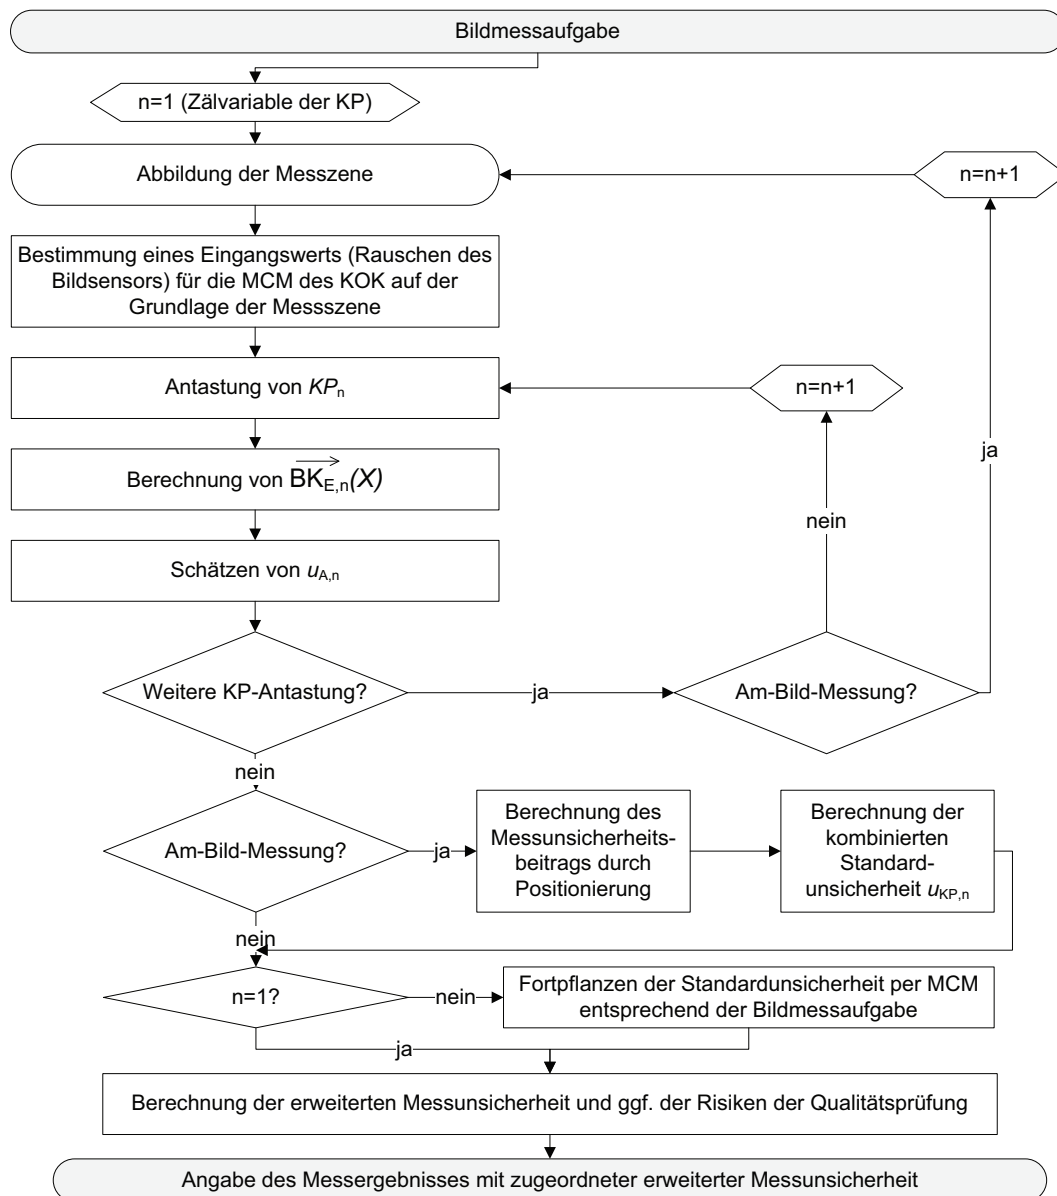 Bildmessaufgabe
n=1 (Zälvariable der KP)
Abbildung der Messzene
n=n+1
Bestimmung eines Eingangswerts (Rauschen des
Bildsensors) für die MCM des KOK auf der
Grundlage der Messszene
Antastung von KPn
n=n+1
ja
Berechnung von BKE,n(X)
nein
Schätzen von uA,n
Weitere KP-Antastung?
ja
Am-Bild-Messung?
nein
Am-Bild-Messung?
ja
Berechnung des
Messunsicherheits-
beitrags durch
Positionierung
Berechnung der
kombinierten
Standard-
unsicherheit uKP,n
nein
n=1?
nein
Fortpflanzen der Standardunsicherheit per MCM
entsprechend der Bildmessaufgabe
ja
Berechnung der erweiterten Messunsicherheit und ggf. der Risiken der Qualitätsprüfung
Angabe des Messergebnisses mit zugeordneter erweiterter Messunsicherheit